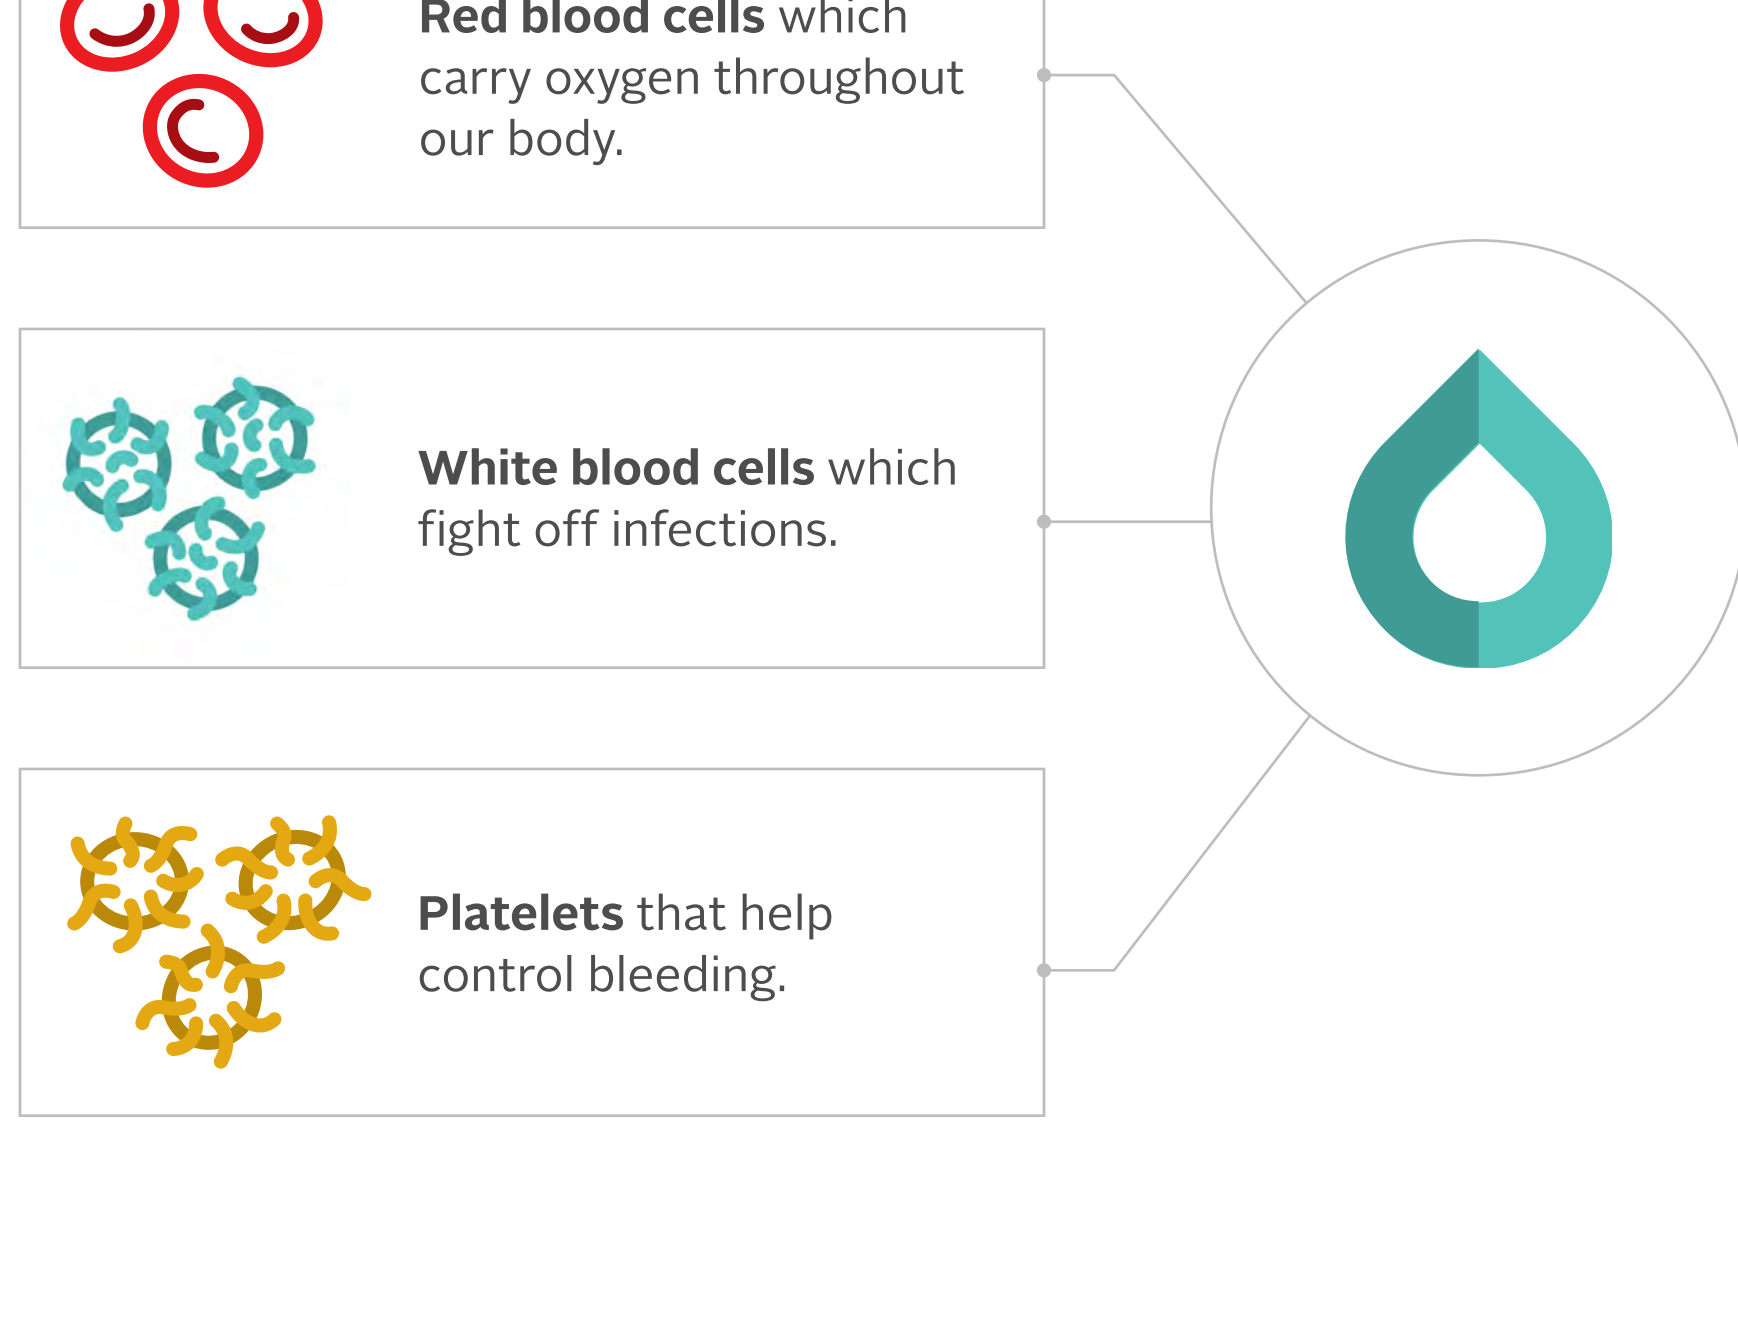 Red blood cells which
carry oxygen throughout
our body.
White blood cells which
fight off infections.
Platelets that help
control bleeding.